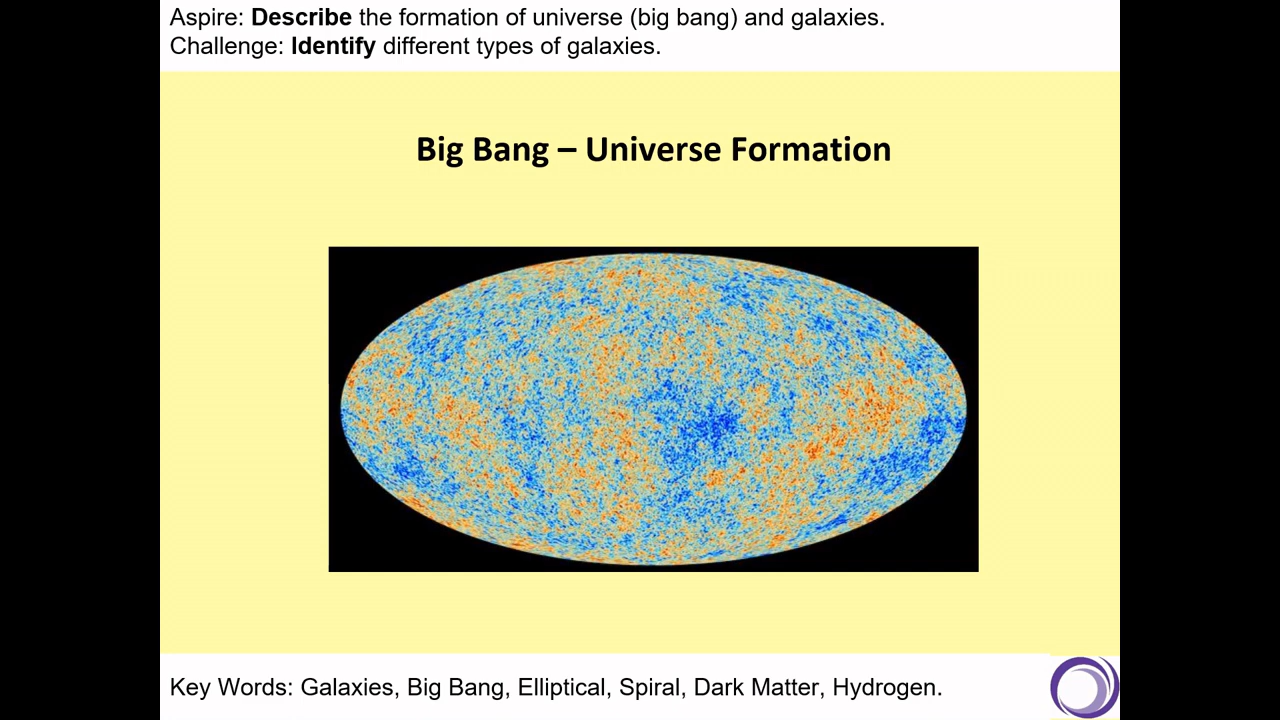 Aspire: Describe the formation of universe (big bang) and galaxies.
Challenge: Identify different types of galaxies.
Big Bang – Universe Formation
Key Words: Galaxies, Big Bang, Elliptical, Spiral, Dark Matter, Hydrogen.